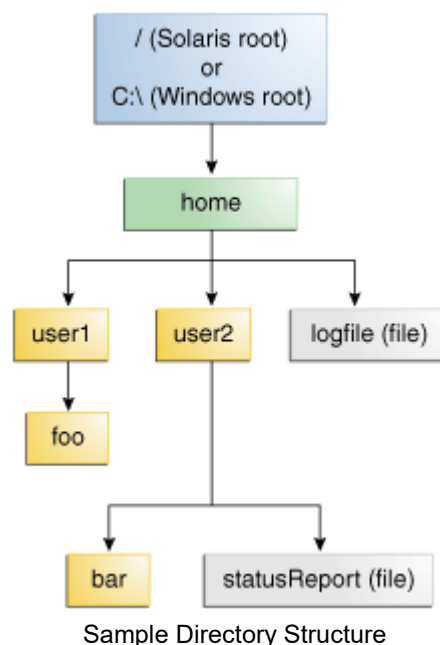 / (Solaris root)
or
C:\ (Windows root)
home
user1
user2
logfile (file)
foo
bar
statusReport (file)
Sample Directory Structure